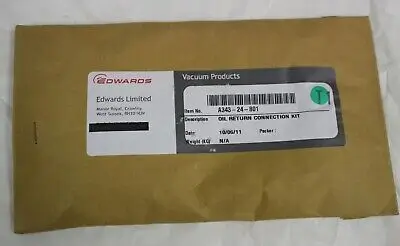 EDWARDS
Edwards Limited
Manor Royal, Crawley,
West Sussex, RH10 9LW
Vacuum Products
Item No. A343-24-801
Description OIL RETURN CONNECTION KIT
Date 10/06/11 Packer:
Weight (KG) N/A
T